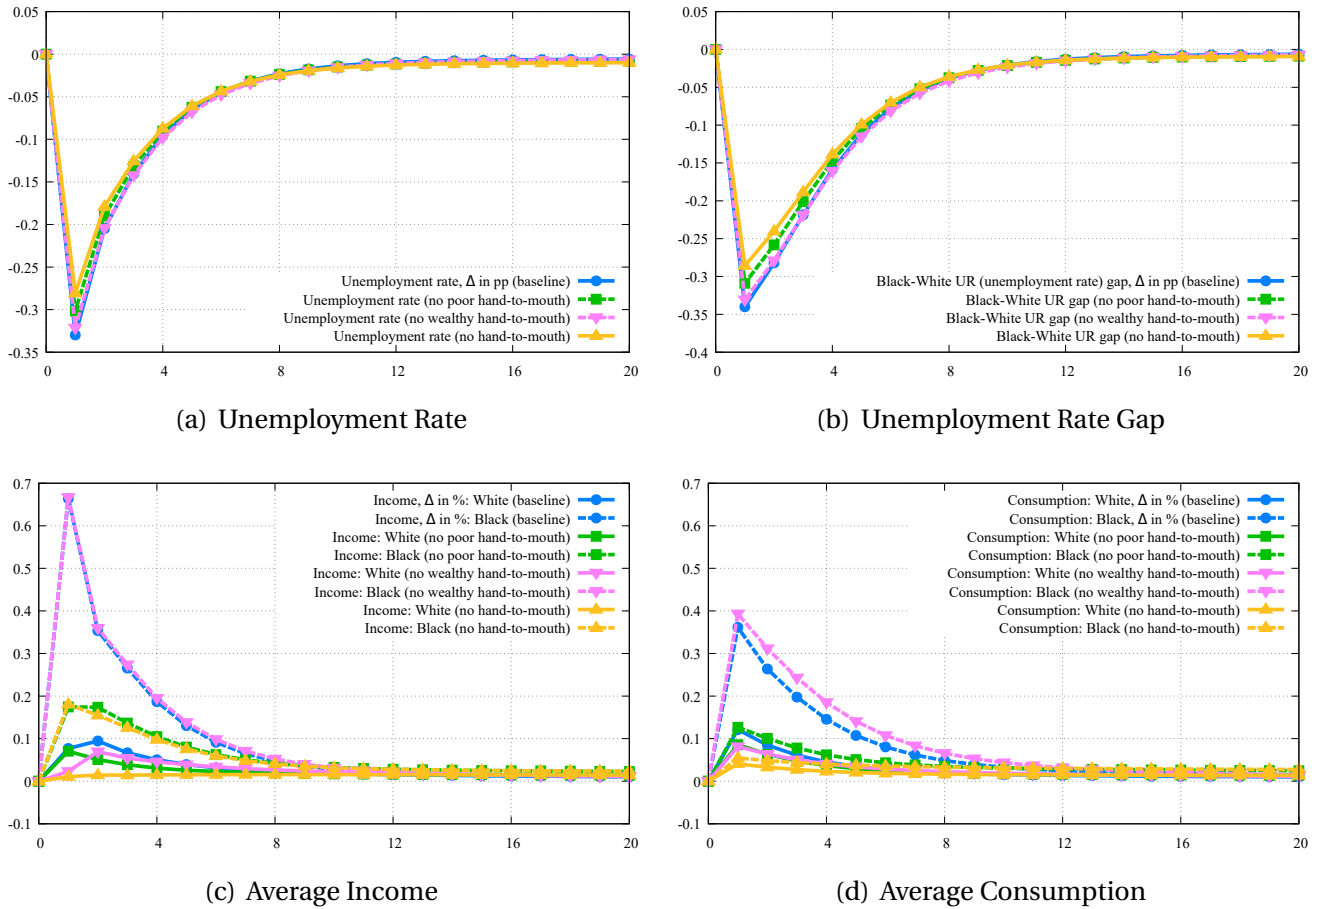 0.05
0
-0.05
-0.1
-0.15
-0.2
-0.25
-0.3
-0.35
Unemployment rate, Δ in pp (baseline)
Unemployment rate (no poor hand-to-mouth)
Unemployment rate (no wealthy hand-to-mouth)
Unemployment rate (no hand-to-mouth)
0 4 8 12 16 20
(a) Unemployment Rate
0.05
0
-0.05
-0.1
-0.15
-0.2
-0.25
-0.3
-0.35
-0.4
Black-White UR (unemployment rate) gap, Δ in pp (baseline)
Black-White UR gap (no poor hand-to-mouth)
Black-White UR gap (no wealthy hand-to-mouth)
Black-White UR gap (no hand-to-mouth)
0 4 8 12 16 20
(b) Unemployment Rate Gap
0.7
0.6
0.5
0.4
0.3
0.2
0.1
0
-0.1
Income, Δ in %: White (baseline)
Income, Δ in %: Black (baseline)
Income: White (no poor hand-to-mouth)
Income: Black (no poor hand-to-mouth)
Income: White (no wealthy hand-to-mouth)
Income: Black (no wealthy hand-to-mouth)
Income: White (no hand-to-mouth)
Income: Black (no hand-to-mouth)
0 4 8 12 16 20
(c) Average Income
0.7
0.6
0.5
0.4
0.3
0.2
0.1
0
-0.1
Consumption: White, Δ in % (baseline)
Consumption: Black, Δ in % (baseline)
Consumption: White (no poor hand-to-mouth)
Consumption: Black (no poor hand-to-mouth)
Consumption: White (no wealthy hand-to-mouth)
Consumption: Black (no wealthy hand-to-mouth)
Consumption: White (no hand-to-mouth)
Consumption: Black (no hand-to-mouth)
0 4 8 12 16 20
(d) Average Consumption